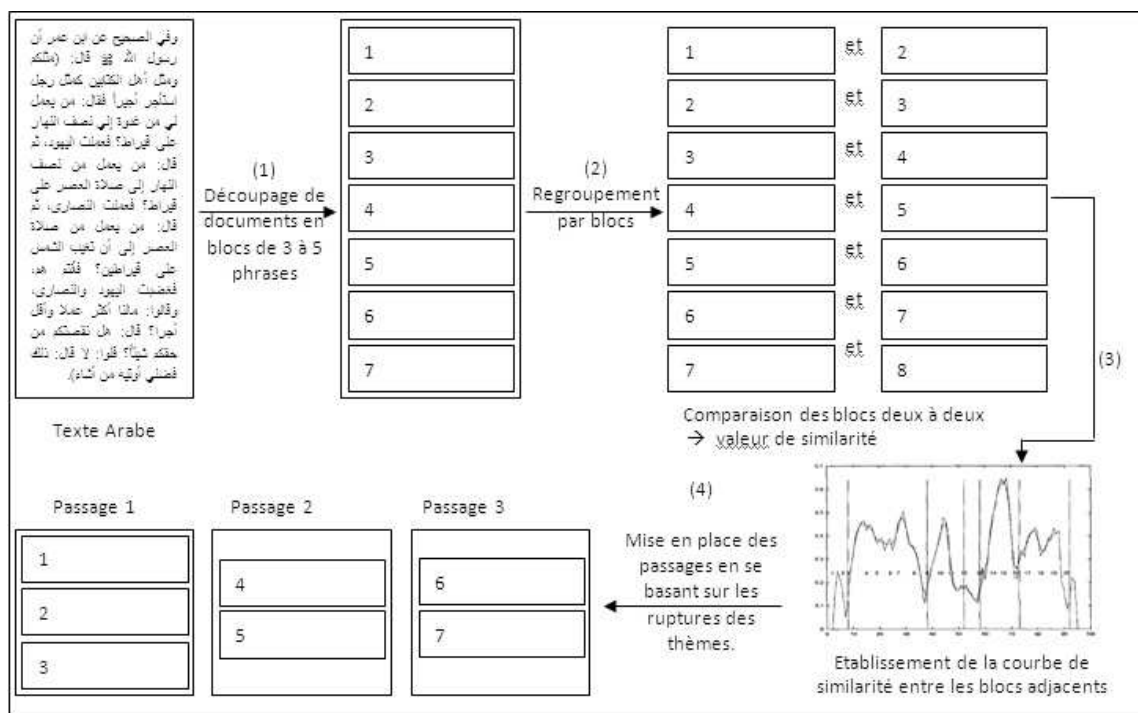 وفي الصحيح عن ابن عمر أن
رسول الله ﷺ قال: (مثلكم
ومثل أهل الكتابين كمثل رجل
استأجر أجيراً فقال: من يعمل
لي من غدوة إلى نصف النهار
على قيراط؟ فعملت اليهود، ثم
قال: من يعمل من نصف
النهار إلى صلاة العصر على
قيراط؟ فعملت النصارى، ثم
قال: من يعمل من صلاة
العصر إلى أن تغيب الشمس
على قيراطين؟ فأنتم هم،
فغضبت اليهود والنصارى،
وقالوا: مالنا أكثر عملا وأقل
أجرا؟ قال: هل نقصتكم من
حقكم شيئاً؟ قلوا: لا قال: ذلك
فضلي أوتيه من أشاء).
Texte Arabe
(1)
Découpage de
documents en
blocs de 3 à 5
phrases
1
2
3
4
5
6
7
(2)
Regroupement
par blocs
1 et 2
2 et 3
3 et 4
4 et 5
5 et 6
6 et 7
7 et 8
Comparaison des blocs deux à deux
→ valeur de similarité
(3)
Etablissement de la courbe de
similarité entre les blocs adjacents
(4)
Mise en place des
passages en se
basant sur les
ruptures des
thèmes.
Passage 1
1
2
3
Passage 2
4
5
Passage 3
6
7